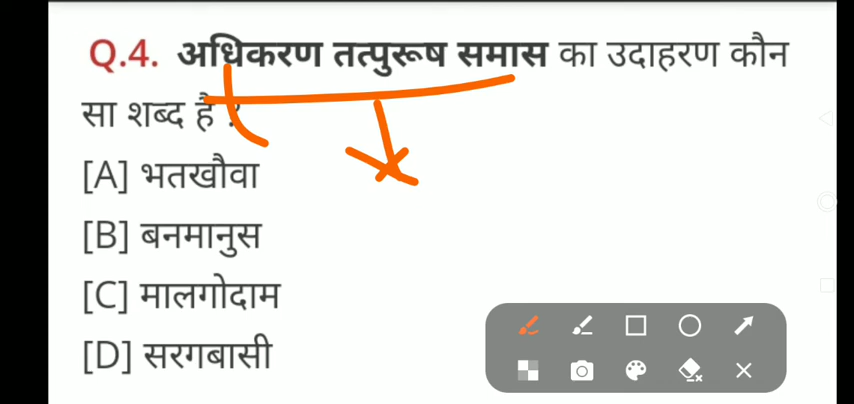 Q.4. अधिकरण तत्पुरूष समास का उदाहरण कौन
सा शब्द है ?
[A] भतखौवा
[B] बनमानुस
[C] मालगोदाम
[D] सरगबासी